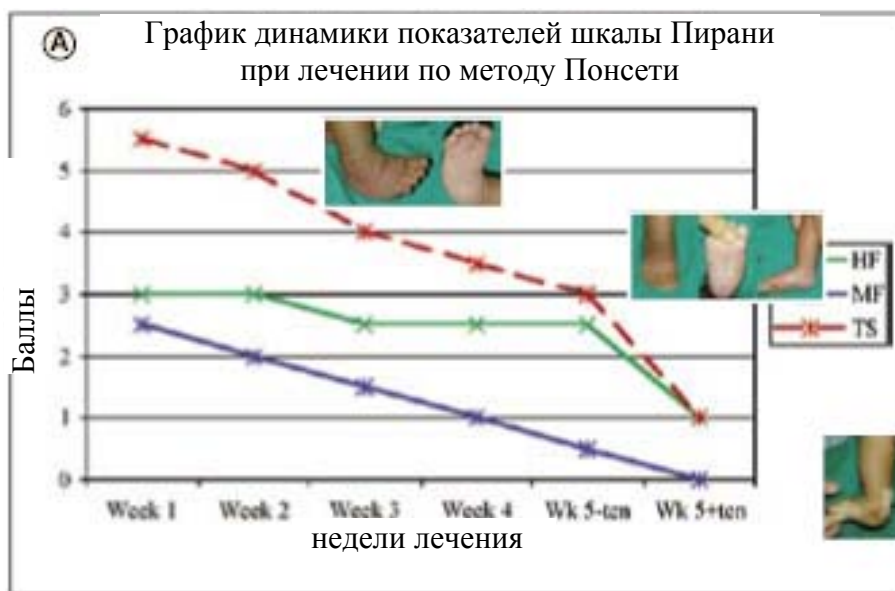 A
График динамики показателей шкалы Пирани
при лечении по методу Понсети
6
5
4
3
2
1
0
Баллы
Week 1 Week 2 Week 3 Week 4 Wk 5-ten Wk 5+ten
недели лечения
HF
MF
TS